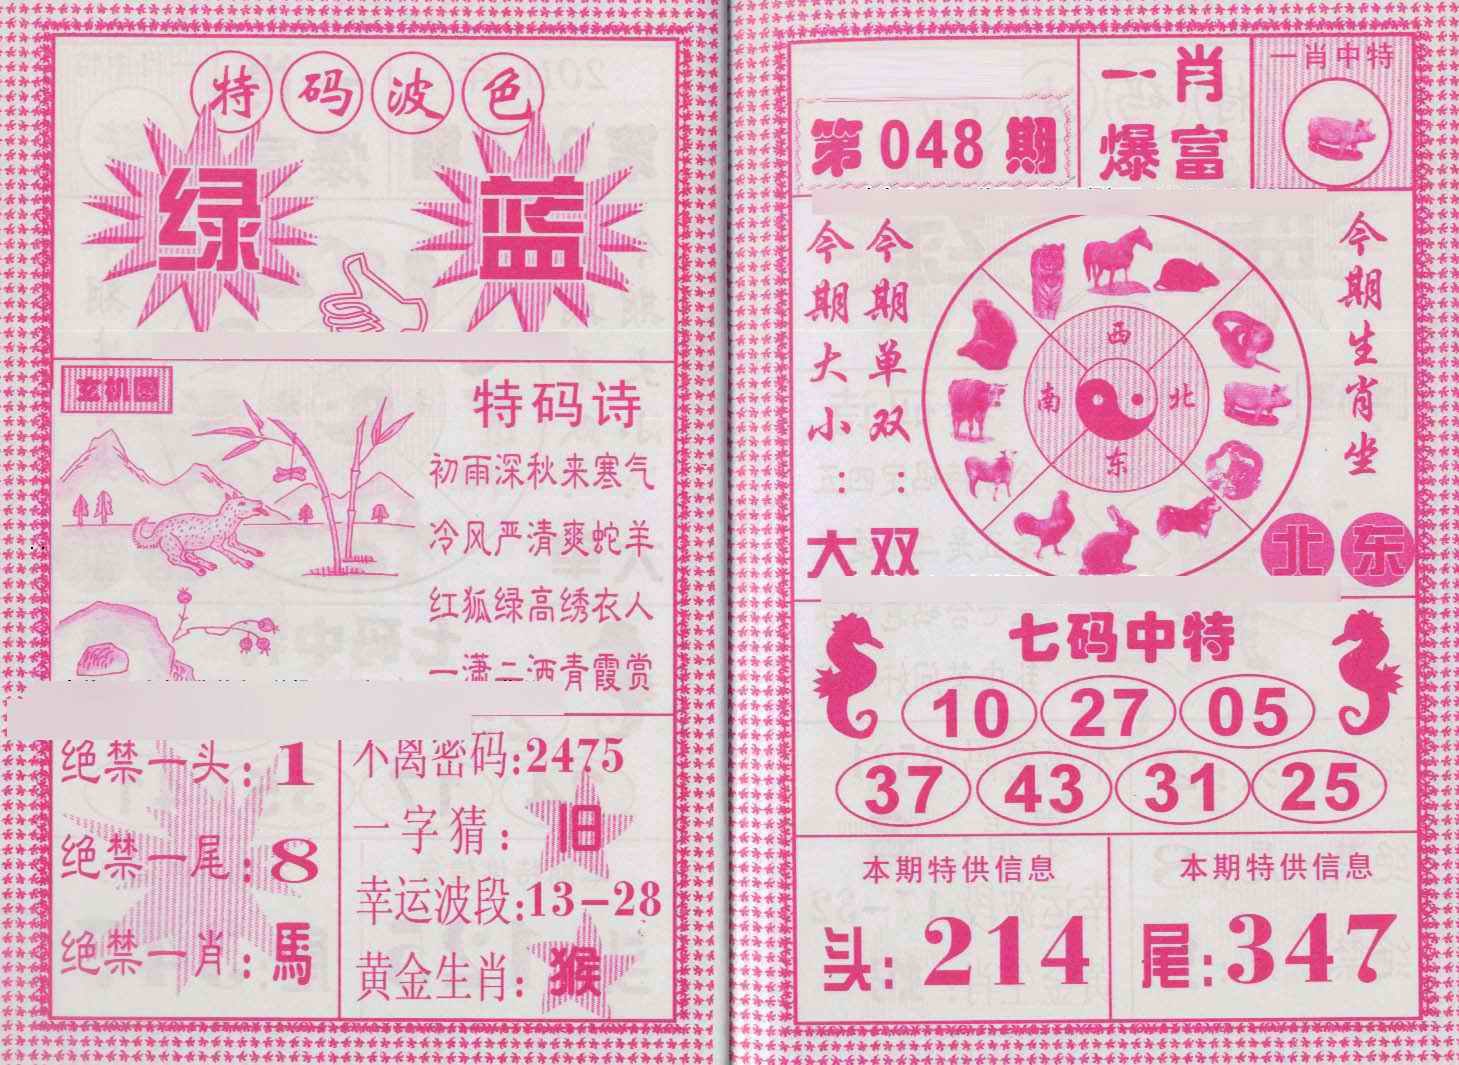 特码波色
绿 蓝
玄机图
特码诗
初雨深秋来寒气
冷风严清爽蛇羊
红狐绿高绣衣人
一潇二洒青霞赏
绝禁一头:1
绝禁一尾:8
绝禁一肖:馬
不离密码:2475
一字猜:旧
幸运波段:13-28
黄金生肖:猴
第048期
一肖
爆富
一肖中特
今期大小:大
今期单双:双
西
南 北
东
今期生肖坐
北 东
七码中特
10 27 05
37 43 31 25
本期特供信息
头:214
本期特供信息
尾:347